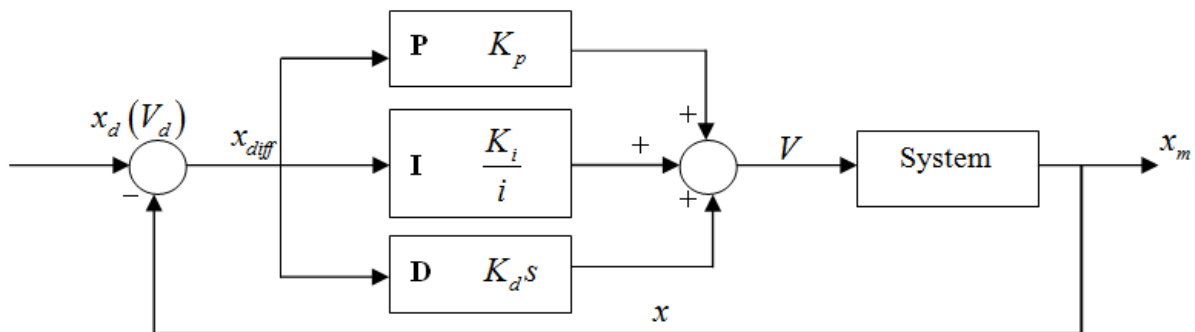 P K_p
x_d (V_d)
x_diff
I K_i / i
+
+
+
V
System
x_m
−
D K_d s
x